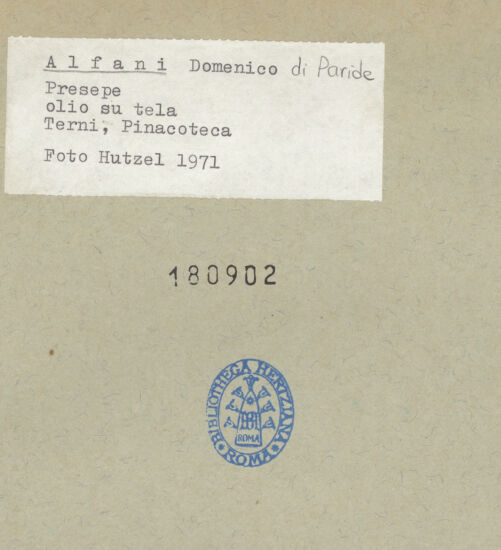 Alfani Domenico di Paride
Presepe
olio su tela
Terni, Pinacoteca
Foto Hutzel 1971
180902
BIBLIOTHECA HERTZIANA
ROMA
ROMA